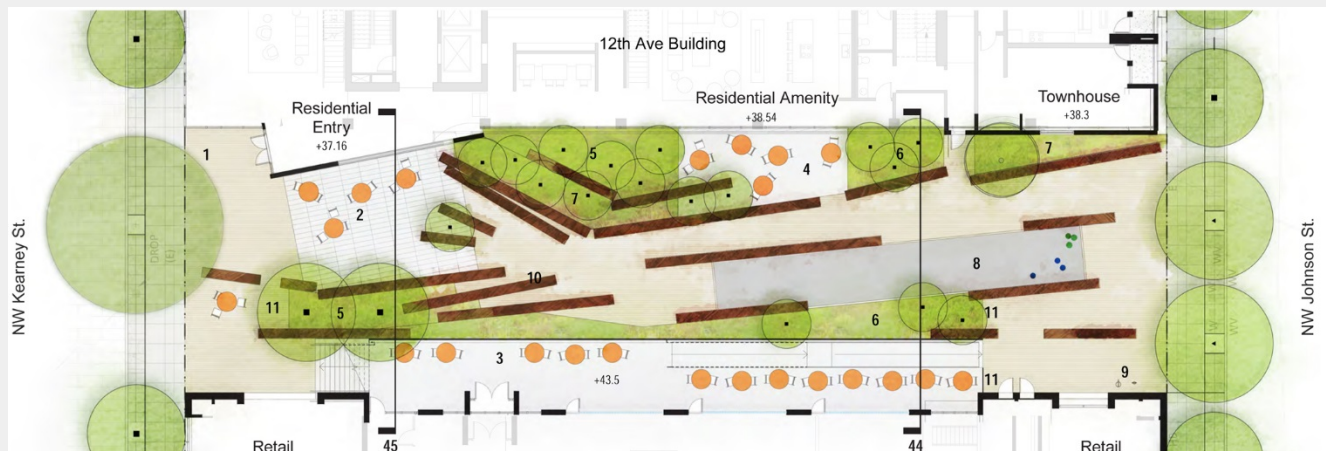 12th Ave Building
Residential
Entry
+37.16
Residential Amenity
+38.54
Townhouse
+38.3
1
2
5
7
4
6
7
NW Kearney St.
DROP
(E)
10
8
NW Johnson St.
11
5
6
11
3
+43.5
11
9
Retail
45
44
Retail